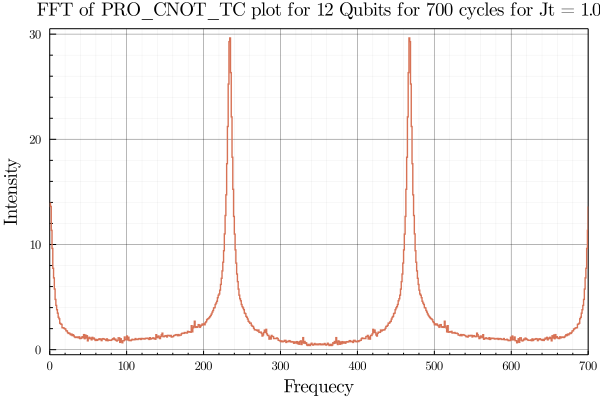 FFT of PRO_CNOT_TC plot for 12 Qubits for 700 cycles for Jt = 1.0
Intensity
30
20
10
0
0 100 200 300 400 500 600 700
Frequecy